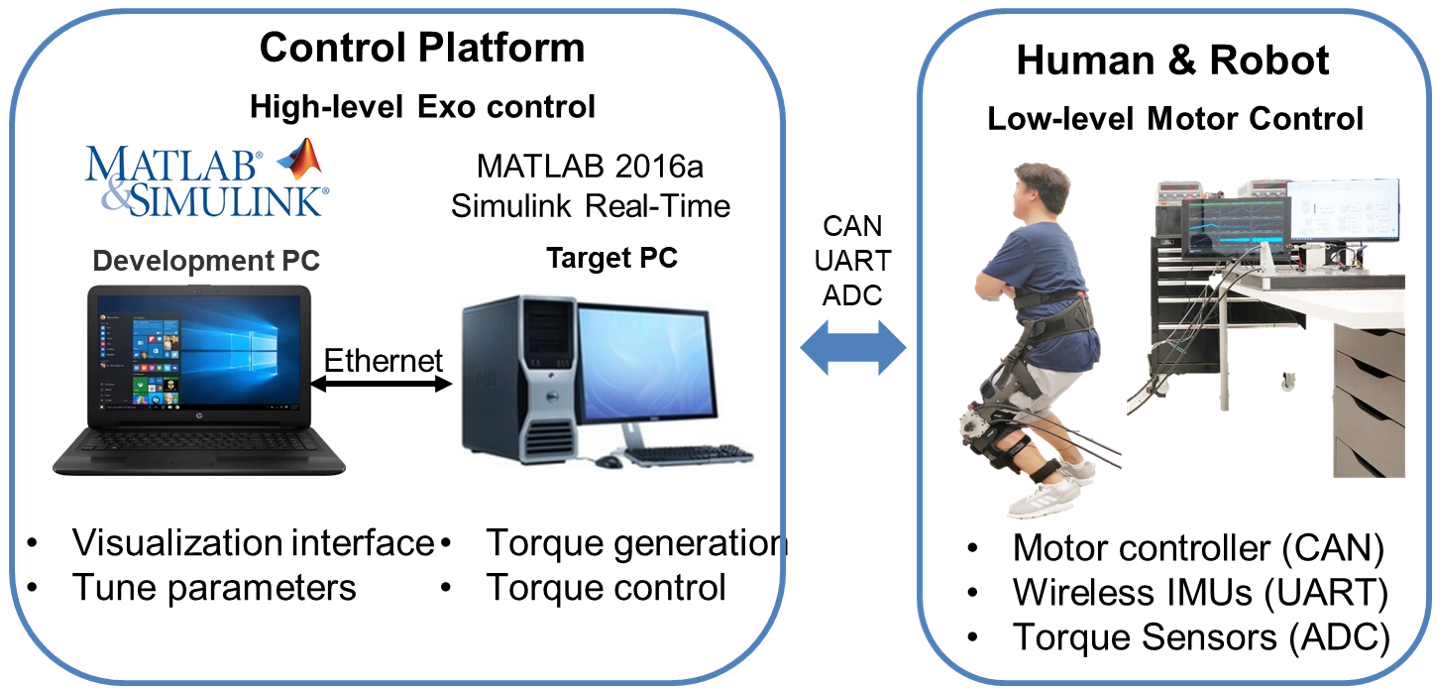 Control Platform
High-level Exo control
MATLAB®
&SIMULINK®
MATLAB 2016a
Simulink Real-Time
Development PC
Target PC
Ethernet
• Visualization interface
• Tune parameters
• Torque generation
• Torque control
CAN
UART
ADC
Human & Robot
Low-level Motor Control
• Motor controller (CAN)
• Wireless IMUs (UART)
• Torque Sensors (ADC)